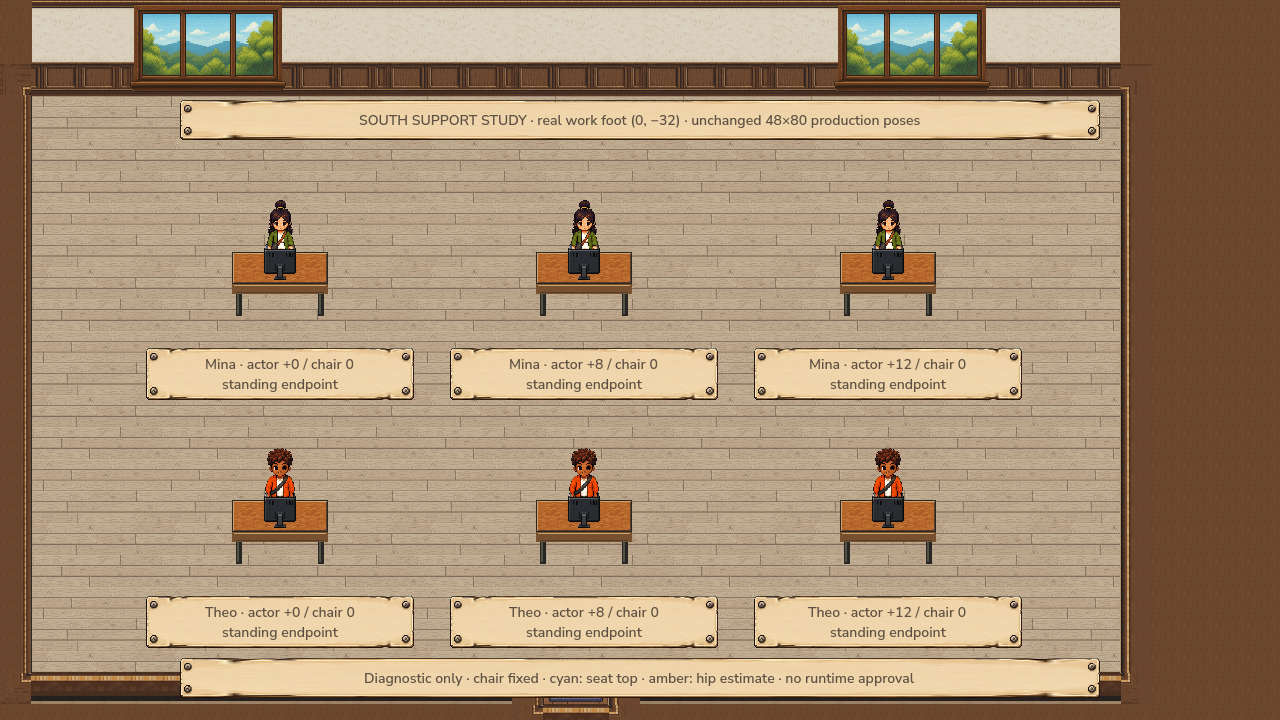 SOUTH SUPPORT STUDY · real work foot (0, −32) · unchanged 48×80 production poses
Mina · actor +0 / chair 0
standing endpoint
Mina · actor +8 / chair 0
standing endpoint
Mina · actor +12 / chair 0
standing endpoint
Theo · actor +0 / chair 0
standing endpoint
Theo · actor +8 / chair 0
standing endpoint
Theo · actor +12 / chair 0
standing endpoint
Diagnostic only · chair fixed · cyan: seat top · amber: hip estimate · no runtime approval